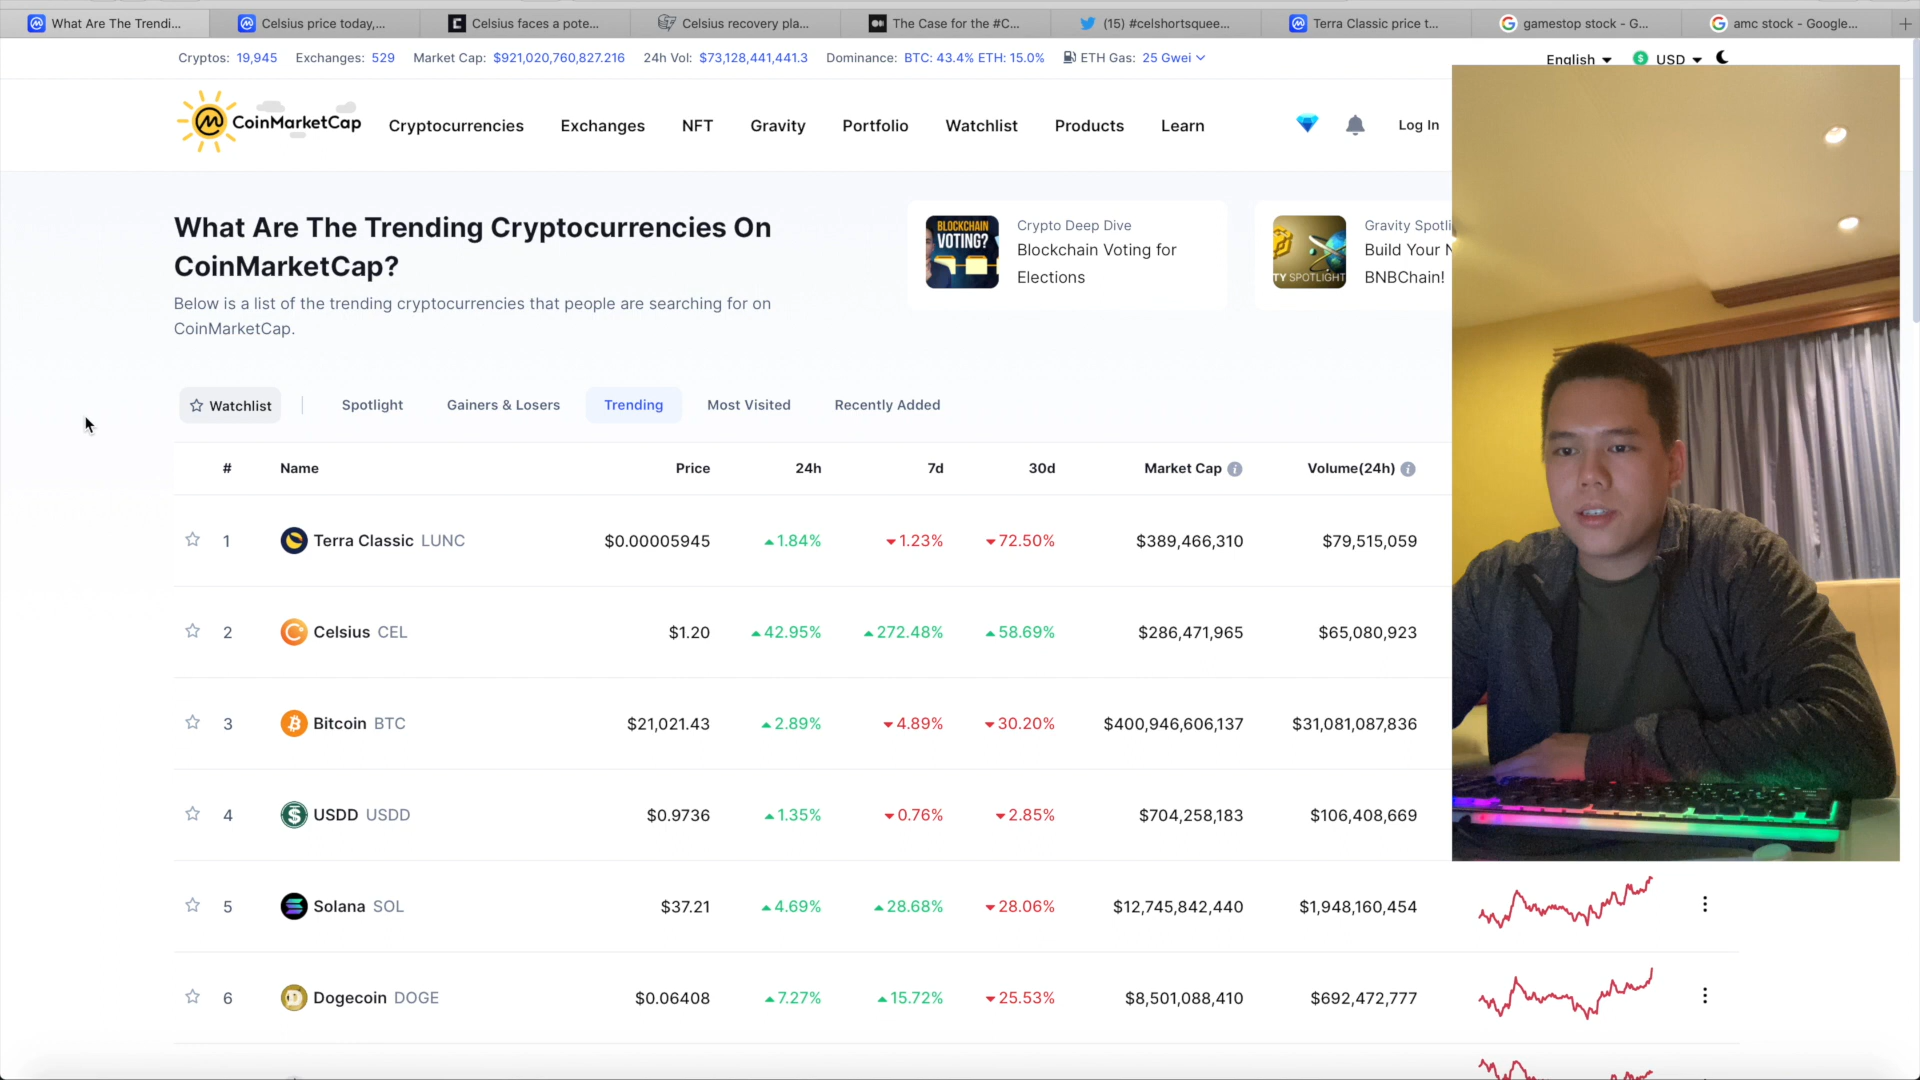 What Are The Trendi...
Celsius price today,...
Celsius faces a pote...
Celsius recovery pla...
The Case for the #C...
(15) #celshortsquee...
Terra Classic price t...
gamestop stock - G...
amc stock - Google...
Cryptos: 19,945 Exchanges: 529 Market Cap: $921,020,760,827.216 24h Vol: $73,128,441,441.3 Dominance: BTC: 43.4% ETH: 15.0% ETH Gas: 25 Gwei
English USD
CoinMarketCap
Cryptocurrencies Exchanges NFT Gravity Portfolio Watchlist Products Learn
Log In
What Are The Trending Cryptocurrencies On
CoinMarketCap?
Below is a list of the trending cryptocurrencies that people are searching for on
CoinMarketCap.
BLOCKCHAIN
VOTING?
Crypto Deep Dive
Blockchain Voting for
Elections
TY SPOTLIGHT
Gravity Spotli
Build Your N
BNBChain!
Watchlist Spotlight Gainers & Losers Trending Most Visited Recently Added
# Name Price 24h 7d 30d Market Cap Volume(24h)
1 Terra Classic LUNC $0.00005945 1.84% 1.23% 72.50% $389,466,310 $79,515,059
2 Celsius CEL $1.20 42.95% 272.48% 58.69% $286,471,965 $65,080,923
3 Bitcoin BTC $21,021.43 2.89% 4.89% 30.20% $400,946,606,137 $31,081,087,836
4 USDD USDD $0.9736 1.35% 0.76% 2.85% $704,258,183 $106,408,669
5 Solana SOL $37.21 4.69% 28.68% 28.06% $12,745,842,440 $1,948,160,454
6 Dogecoin DOGE $0.06408 7.27% 15.72% 25.53% $8,501,088,410 $692,472,777